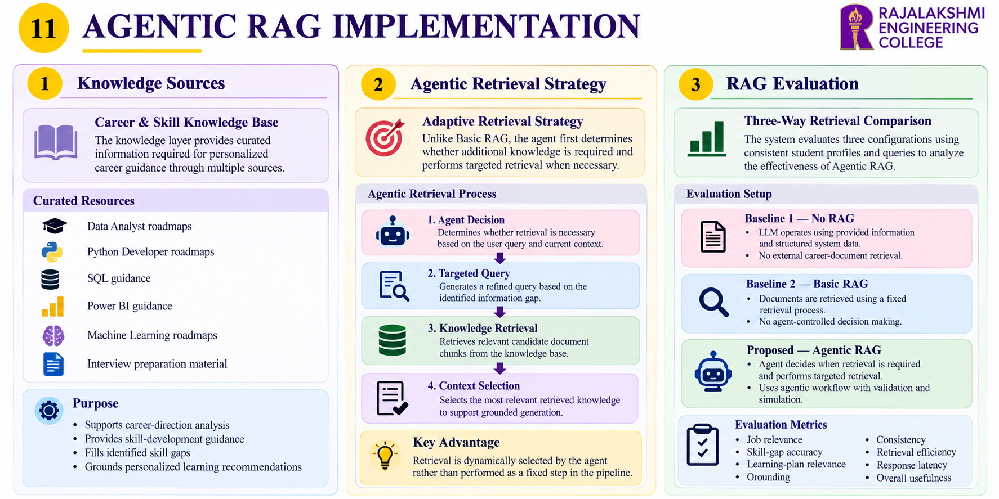 11
AGENTIC RAG IMPLEMENTATION
RAJALAKSHMI
ENGINEERING
COLLEGE
1
Knowledge Sources
Career & Skill Knowledge Base
The knowledge layer provides curated
information required for personalized
career guidance through multiple sources.
Curated Resources
Data Analyst roadmaps
Python Developer roadmaps
SQL guidance
Power BI guidance
Machine Learning roadmaps
Interview preparation material
Purpose
• Supports career-direction analysis
• Provides skill-development guidance
• Fills identified skill gaps
• Grounds personalized learning recommendations
2
Agentic Retrieval Strategy
Adaptive Retrieval Strategy
Unlike Basic RAG, the agent first determines
whether additional knowledge is required and
performs targeted retrieval when necessary.
Agentic Retrieval Process
1. Agent Decision
Determines whether retrieval is necessary
based on the user query and current context.
2. Targeted Query
Generates a refined query based on the
identified information gap.
3. Knowledge Retrieval
Retrieves relevant candidate document
chunks from the knowledge base.
4. Context Selection
Selects the most relevant retrieved knowledge
to support grounded generation.
Key Advantage
Retrieval is dynamically selected by the agent
rather than performed as a fixed step in the pipeline.
3
RAG Evaluation
Three-Way Retrieval Comparison
The system evaluates three configurations using
consistent student profiles and queries to analyze
the effectiveness of Agentic RAG.
Evaluation Setup
Baseline 1 — No RAG
• LLM operates using provided information
and structured system data.
• No external career-document retrieval.
Baseline 2 — Basic RAG
• Documents are retrieved using a fixed
retrieval process.
• No agent-controlled decision making.
Proposed — Agentic RAG
• Agent decides when retrieval is required
and performs targeted retrieval.
• Uses agentic workflow with validation and
simulation.
Evaluation Metrics
• Job relevance
• Skill-gap accuracy
• Learning-plan relevance
• Orounding
• Consistency
• Retrieval efficiency
• Response latency
• Overall usefulness